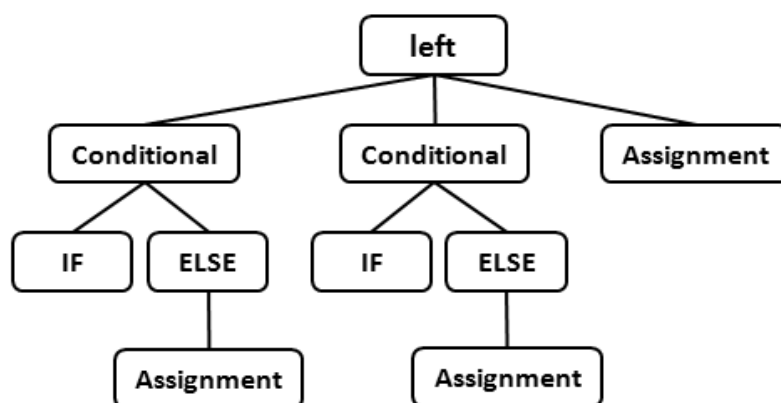 left
Conditional
Conditional
Assignment
IF
ELSE
IF
ELSE
Assignment
Assignment